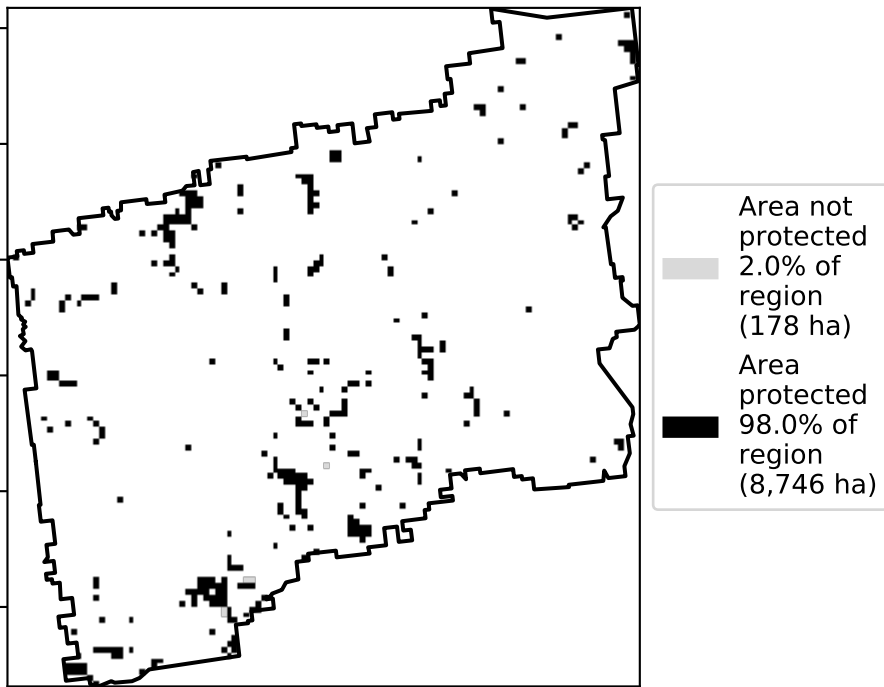 Area not
protected
2.0% of
region
(178 ha)
Area
protected
98.0% of
region
(8,746 ha)